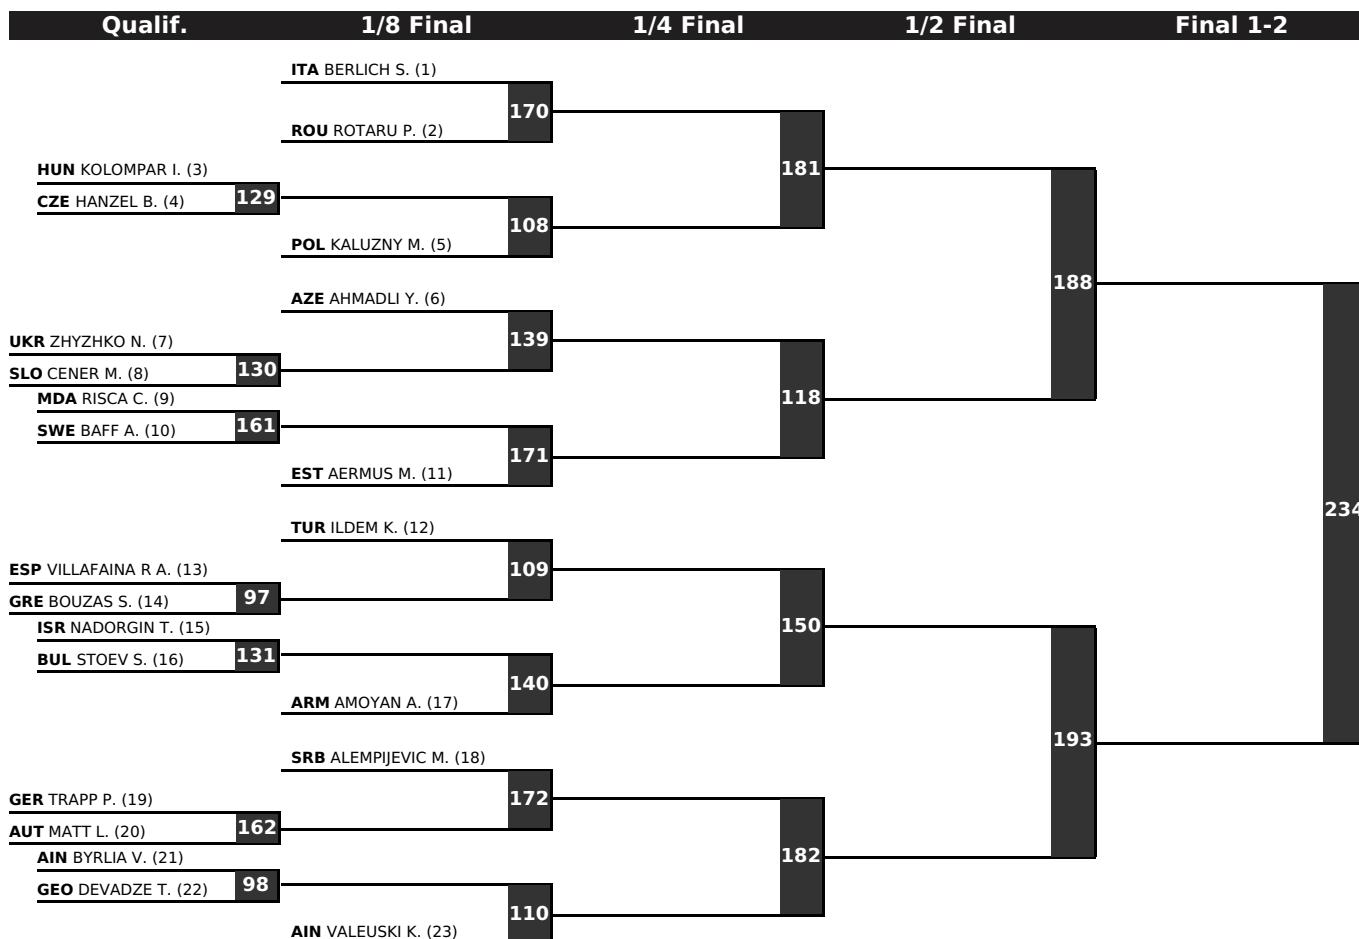 Qualif. 1/8 Final 1/4 Final 1/2 Final Final 1-2
ITA BERLICH S. (1)
170
ROU ROTARU P. (2)
181
HUN KOLOMPAR I. (3)
129
CZE HANZEL B. (4)
108
POL KALUZNY M. (5)
188
AZE AHMADLI Y. (6)
139
UKR ZHYZHKO N. (7)
130
SLO CENER M. (8)
118
MDA RISCA C. (9)
161
SWE BAFF A. (10)
171
EST AERMUS M. (11)
234
TUR ILDEM K. (12)
109
ESP VILLAFAINA R A. (13)
97
GRE BOUZAS S. (14)
150
ISR NADORGIN T. (15)
131
BUL STOEV S. (16)
140
ARM AMOYAN A. (17)
193
SRB ALEMPIJEVIC M. (18)
172
GER TRAPP P. (19)
162
AUT MATT L. (20)
182
AIN BYRLIA V. (21)
98
GEO DEVADZE T. (22)
110
AIN VALEUSKI K. (23)